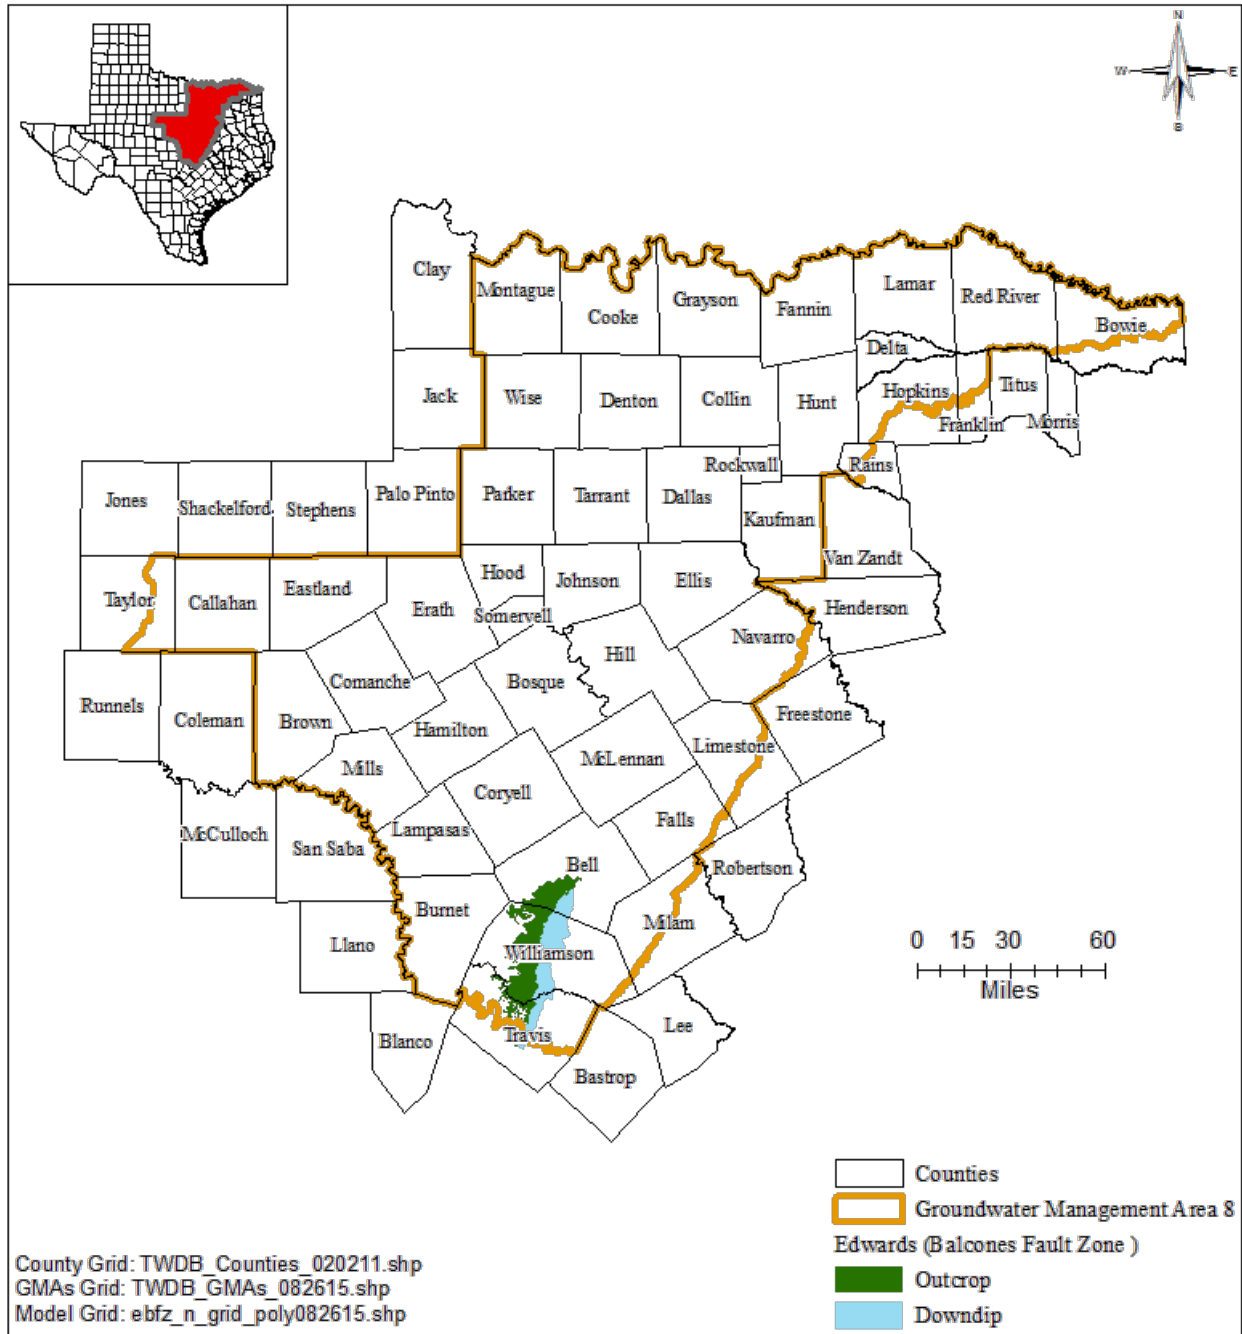 N
W E
S
Clay
Montague
Cooke
Grayson
Fannin
Lamar
Red River
Bowie
Delta
Jack
Wise
Denton
Collin
Hunt
Hopkins
Titus
Franklin
Morris
Rockwall
Rains
Jones
Shackelford
Stephens
Palo Pinto
Parker
Tarrant
Dallas
Kaufman
Van Zandt
Taylor
Callahan
Eastland
Erath
Hood
Somervell
Johnson
Ellis
Henderson
Navarro
Runnels
Coleman
Brown
Comanche
Hamilton
Bosque
Hill
Freestone
Limestone
McLennan
Mills
Coryell
Lampasas
McCulloch
San Saba
Falls
Bell
Robertson
Burnet
Milam
Llano
Williamson
Travis
Lee
Blanco
Bastrop
0 15 30 60
Miles
Counties
Groundwater Management Area 8
Edwards (Balcones Fault Zone )
Outcrop
Downdip
County Grid: TWDB_Counties_020211.shp
GMAs Grid: TWDB_GMAs_082615.shp
Model Grid: ebfz_n_grid_poly082615.shp